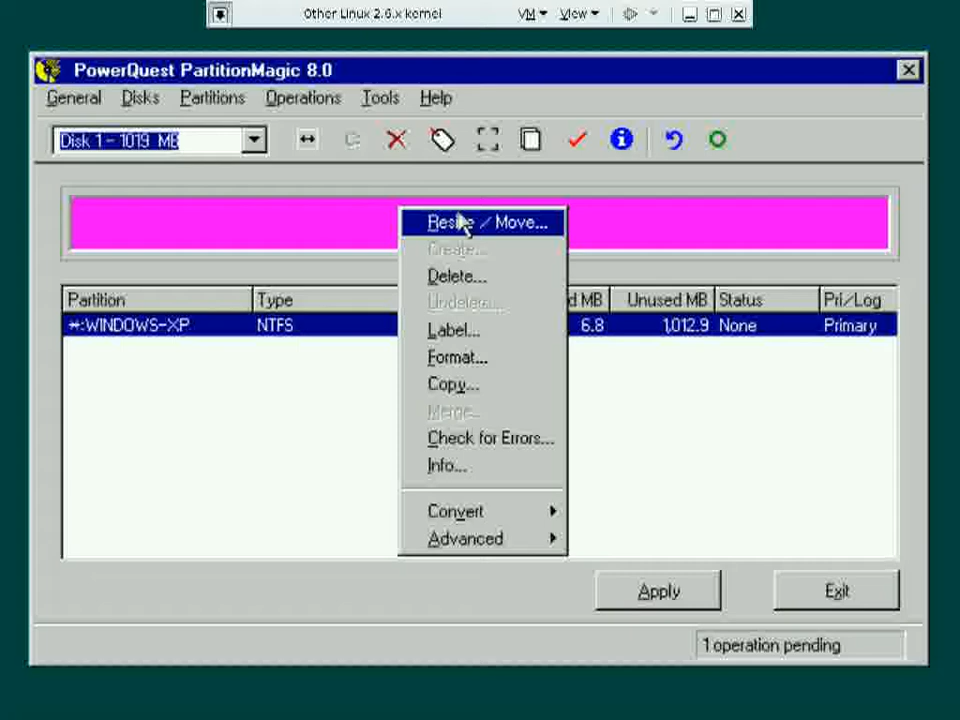 Other Linux 2.6.x kernel VM View
PowerQuest PartitionMagic 8.0
General Disks Partitions Operations Tools Help
Disk 1 - 1019 MB
Resize / Move...
Create...
Delete...
Undelete...
Label...
Format...
Copy...
Merge...
Check for Errors...
Info...
Convert
Advanced
Partition Type d MB Unused MB Status Pri/Log
*:WINDOWS-XP NTFS 6.8 1,012.9 None Primary
Apply Exit
1 operation pending